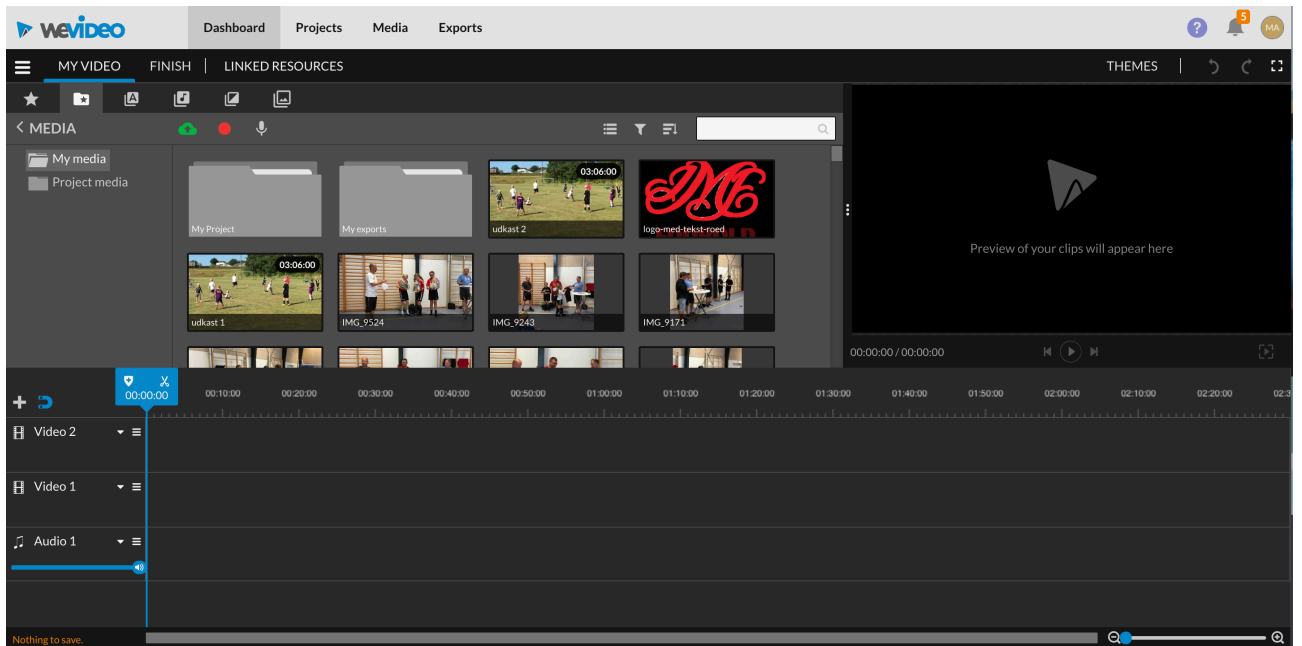 WEVIDEO
Dashboard
Projects
Media
Exports
?
5
MA
MY VIDEO
FINISH
LINKED RESOURCES
THEMES
MEDIA
My media
Project media
My Project
My exports
03:06:00
udkast 2
JMG
logo-med-tekst-roed
03:06:00
udkast 1
IMG_9524
IMG_9243
IMG_9171
Preview of your clips will appear here
00:00:00 / 00:00:00
00:00:00
00:10:00
00:20:00
00:30:00
00:40:00
00:50:00
01:00:00
01:10:00
01:20:00
01:30:00
01:40:00
01:50:00
02:00:00
02:10:00
02:20:00
Video 2
Video 1
Audio 1
Nothing to save.